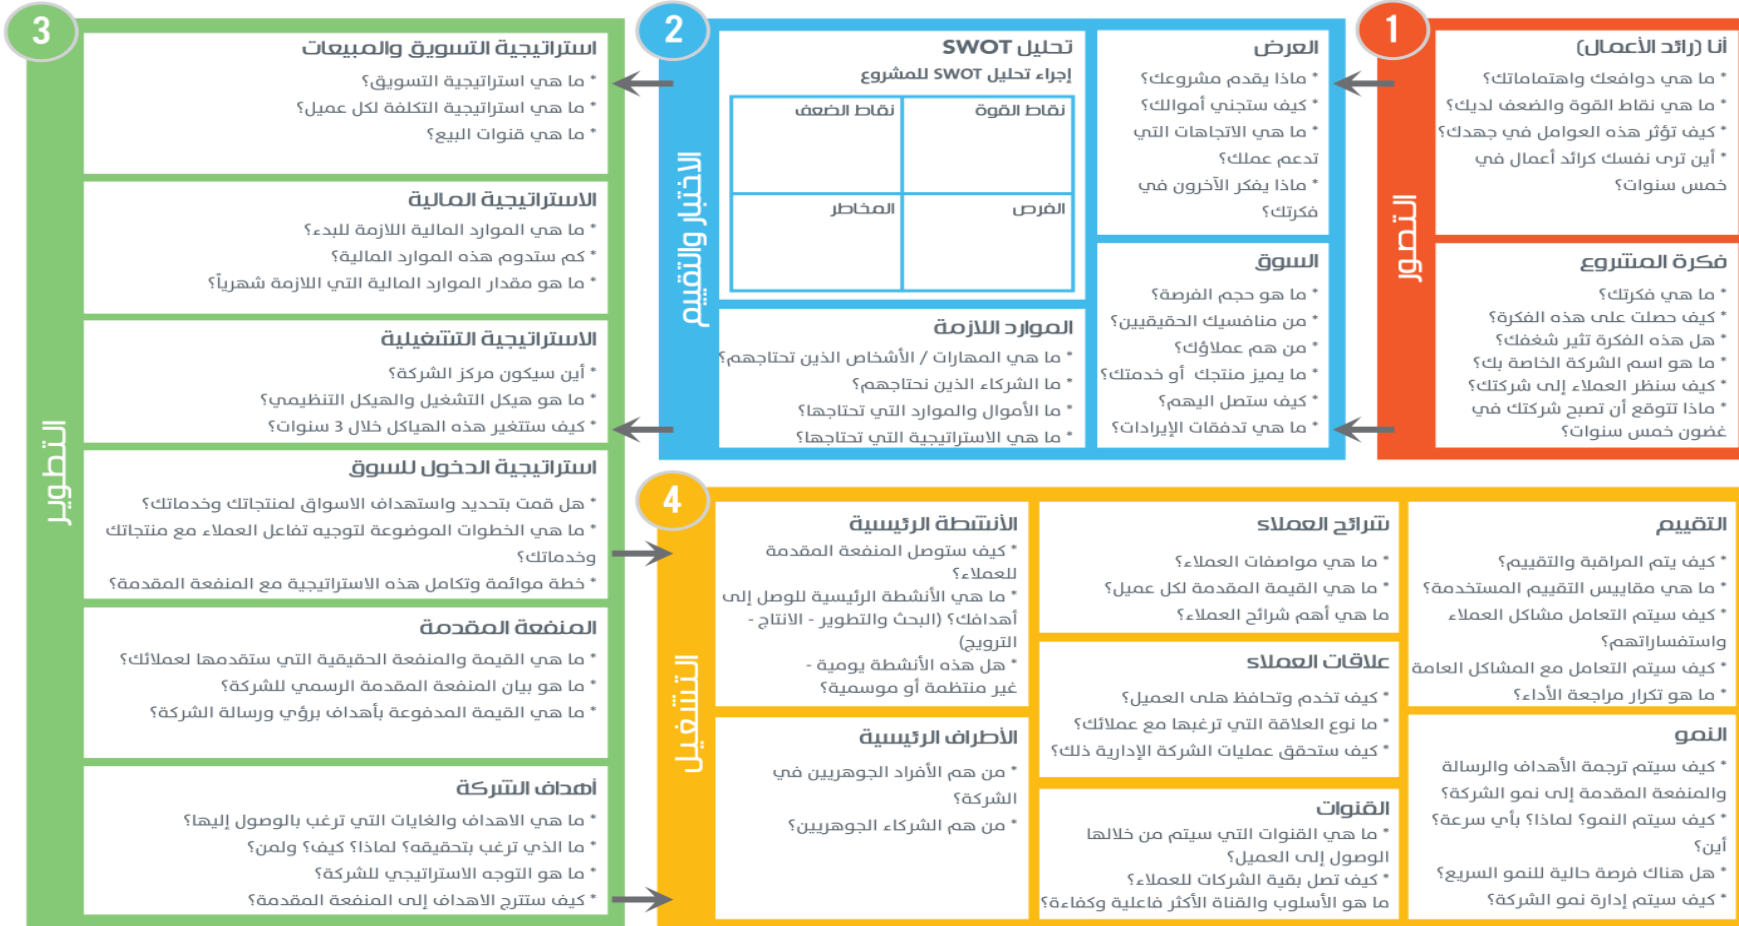 1
التصور
أنا (رائد الأعمال)
* ما هي دوافعك واهتماماتك؟
* ما هي نقاط القوة والضعف لديك؟
* كيف تؤثر هذه العوامل في جهدك؟
* أين ترى نفسك كرائد أعمال في
خمس سنوات؟
فكرة المشروع
* ما هي فكرتك؟
* كيف حصلت على هذه الفكرة؟
* هل هذه الفكرة تثير شغفك؟
* ما هو اسم الشركة الخاصة بك؟
* كيف سنظر العملاء إلى شركتك؟
* ماذا تتوقع أن تصبح شركتك في
غضون خمس سنوات؟
2
الاختبار والتقييم
العرض
* ماذا يقدم مشروعك؟
* كيف ستجني أموالك؟
* ما هي الاتجاهات التي
تدعم عملك؟
* ماذا يفكر الآخرون في
فكرتك؟
السوق
* ما هو حجم الفرصة؟
* من منافسيك الحقيقيين؟
* من هم عملاؤك؟
* ما يميز منتجك أو خدمتك؟
* كيف ستصل اليهم؟
* ما هي تدفقات الإيرادات؟
تحليل SWOT
إجراء تحليل SWOT للمشروع
نقاط القوة
نقاط الضعف
الفرص
المخاطر
الموارد اللازمة
* ما هي المهارات / الأشخاص الذين تحتاجهم؟
* ما الشركاء الذين نحتاجهم؟
* ما الأموال والموارد التي تحتاجها؟
* ما هي الاستراتيجية التي تحتاجها؟
3
التطوير
استراتيجية التسويق والمبيعات
* ما هي استراتيجية التسويق؟
* ما هي استراتيجية التكلفة لكل عميل؟
* ما هي قنوات البيع؟
الاستراتيجية المالية
* ما هي الموارد المالية اللازمة للبدء؟
* كم ستدوم هذه الموارد المالية؟
* ما هو مقدار الموارد المالية التي اللازمة شهرياً؟
الاستراتيجية التشغيلية
* أين سيكون مركز الشركة؟
* ما هو هيكل التشغيل والهيكل التنظيمي؟
* كيف ستتغير هذه الهياكل خلال 3 سنوات؟
استراتيجية الدخول للسوق
* هل قمت بتحديد واستهداف الاسواق لمنتجاتك وخدماتك؟
* ما هي الخطوات الموضوعة لتوجيه تفاعل العملاء مع منتجاتك
وخدماتك؟
* خطة موائمة وتكامل هذه الاستراتيجية مع المنفعة المقدمة؟
المنفعة المقدمة
* ما هي القيمة والمنفعة الحقيقية التي ستقدمها لعملائك؟
* ما هو بيان المنفعة المقدمة الرسمي للشركة؟
* ما هي القيمة المدفوعة بأهداف برؤي ورسالة الشركة؟
أهداف الشركة
* ما هي الاهداف والغايات التي ترغب بالوصول إليها؟
* ما الذي ترغب بتحقيقه؟ لماذا؟ كيف؟ ولمن؟
* ما هو التوجه الاستراتيجي للشركة؟
* كيف ستترج الاهداف إلى المنفعة المقدمة؟
4
التشغيل
التقييم
* كيف يتم المراقبة والتقييم؟
* ما هي مقاييس التقييم المستخدمة؟
* كيف سيتم التعامل مشاكل العملاء
واستفساراتهم؟
* كيف سيتم التعامل مع المشاكل العامة
* ما هو تكرار مراجعة الأداء؟
النمو
* كيف سيتم ترجمة الأهداف والرسالة
والمنفعة المقدمة إلى نمو الشركة؟
* كيف سيتم النمو؟ لماذا؟ بأي سرعة؟
أين؟
* هل هناك فرصة حالية للنمو السريع؟
* كيف سيتم إدارة نمو الشركة؟
شرائح العملاء
* ما هي مواصفات العملاء؟
* ما هي القيمة المقدمة لكل عميل؟
ما هي أهم شرائح العملاء؟
علاقات العملاء
* كيف تخدم وتحافظ هلى العميل؟
* ما نوع العلاقة التي ترغبها مع عملائك؟
* كيف ستحقق عمليات الشركة الإدارية ذلك؟
القنوات
* ما هي القنوات التي سيتم من خلالها
الوصول إلى العميل؟
* كيف تصل بقية الشركات للعملاء؟
ما هو الأسلوب والقناة الأكثر فاعلية وكفاءة؟
الأنشطة الرئيسية
* كيف ستوصل المنفعة المقدمة
للعملاء؟
* ما هي الأنشطة الرئيسية للوصل إلى
أهدافك؟ (البحث والتطوير - الانتاج -
الترويج)
* هل هذه الأنشطة يومية -
غير منتظمة أو موسمية؟
الأطراف الرئيسية
* من هم الأفراد الجوهريين في
الشركة؟
* من هم الشركاء الجوهريين؟